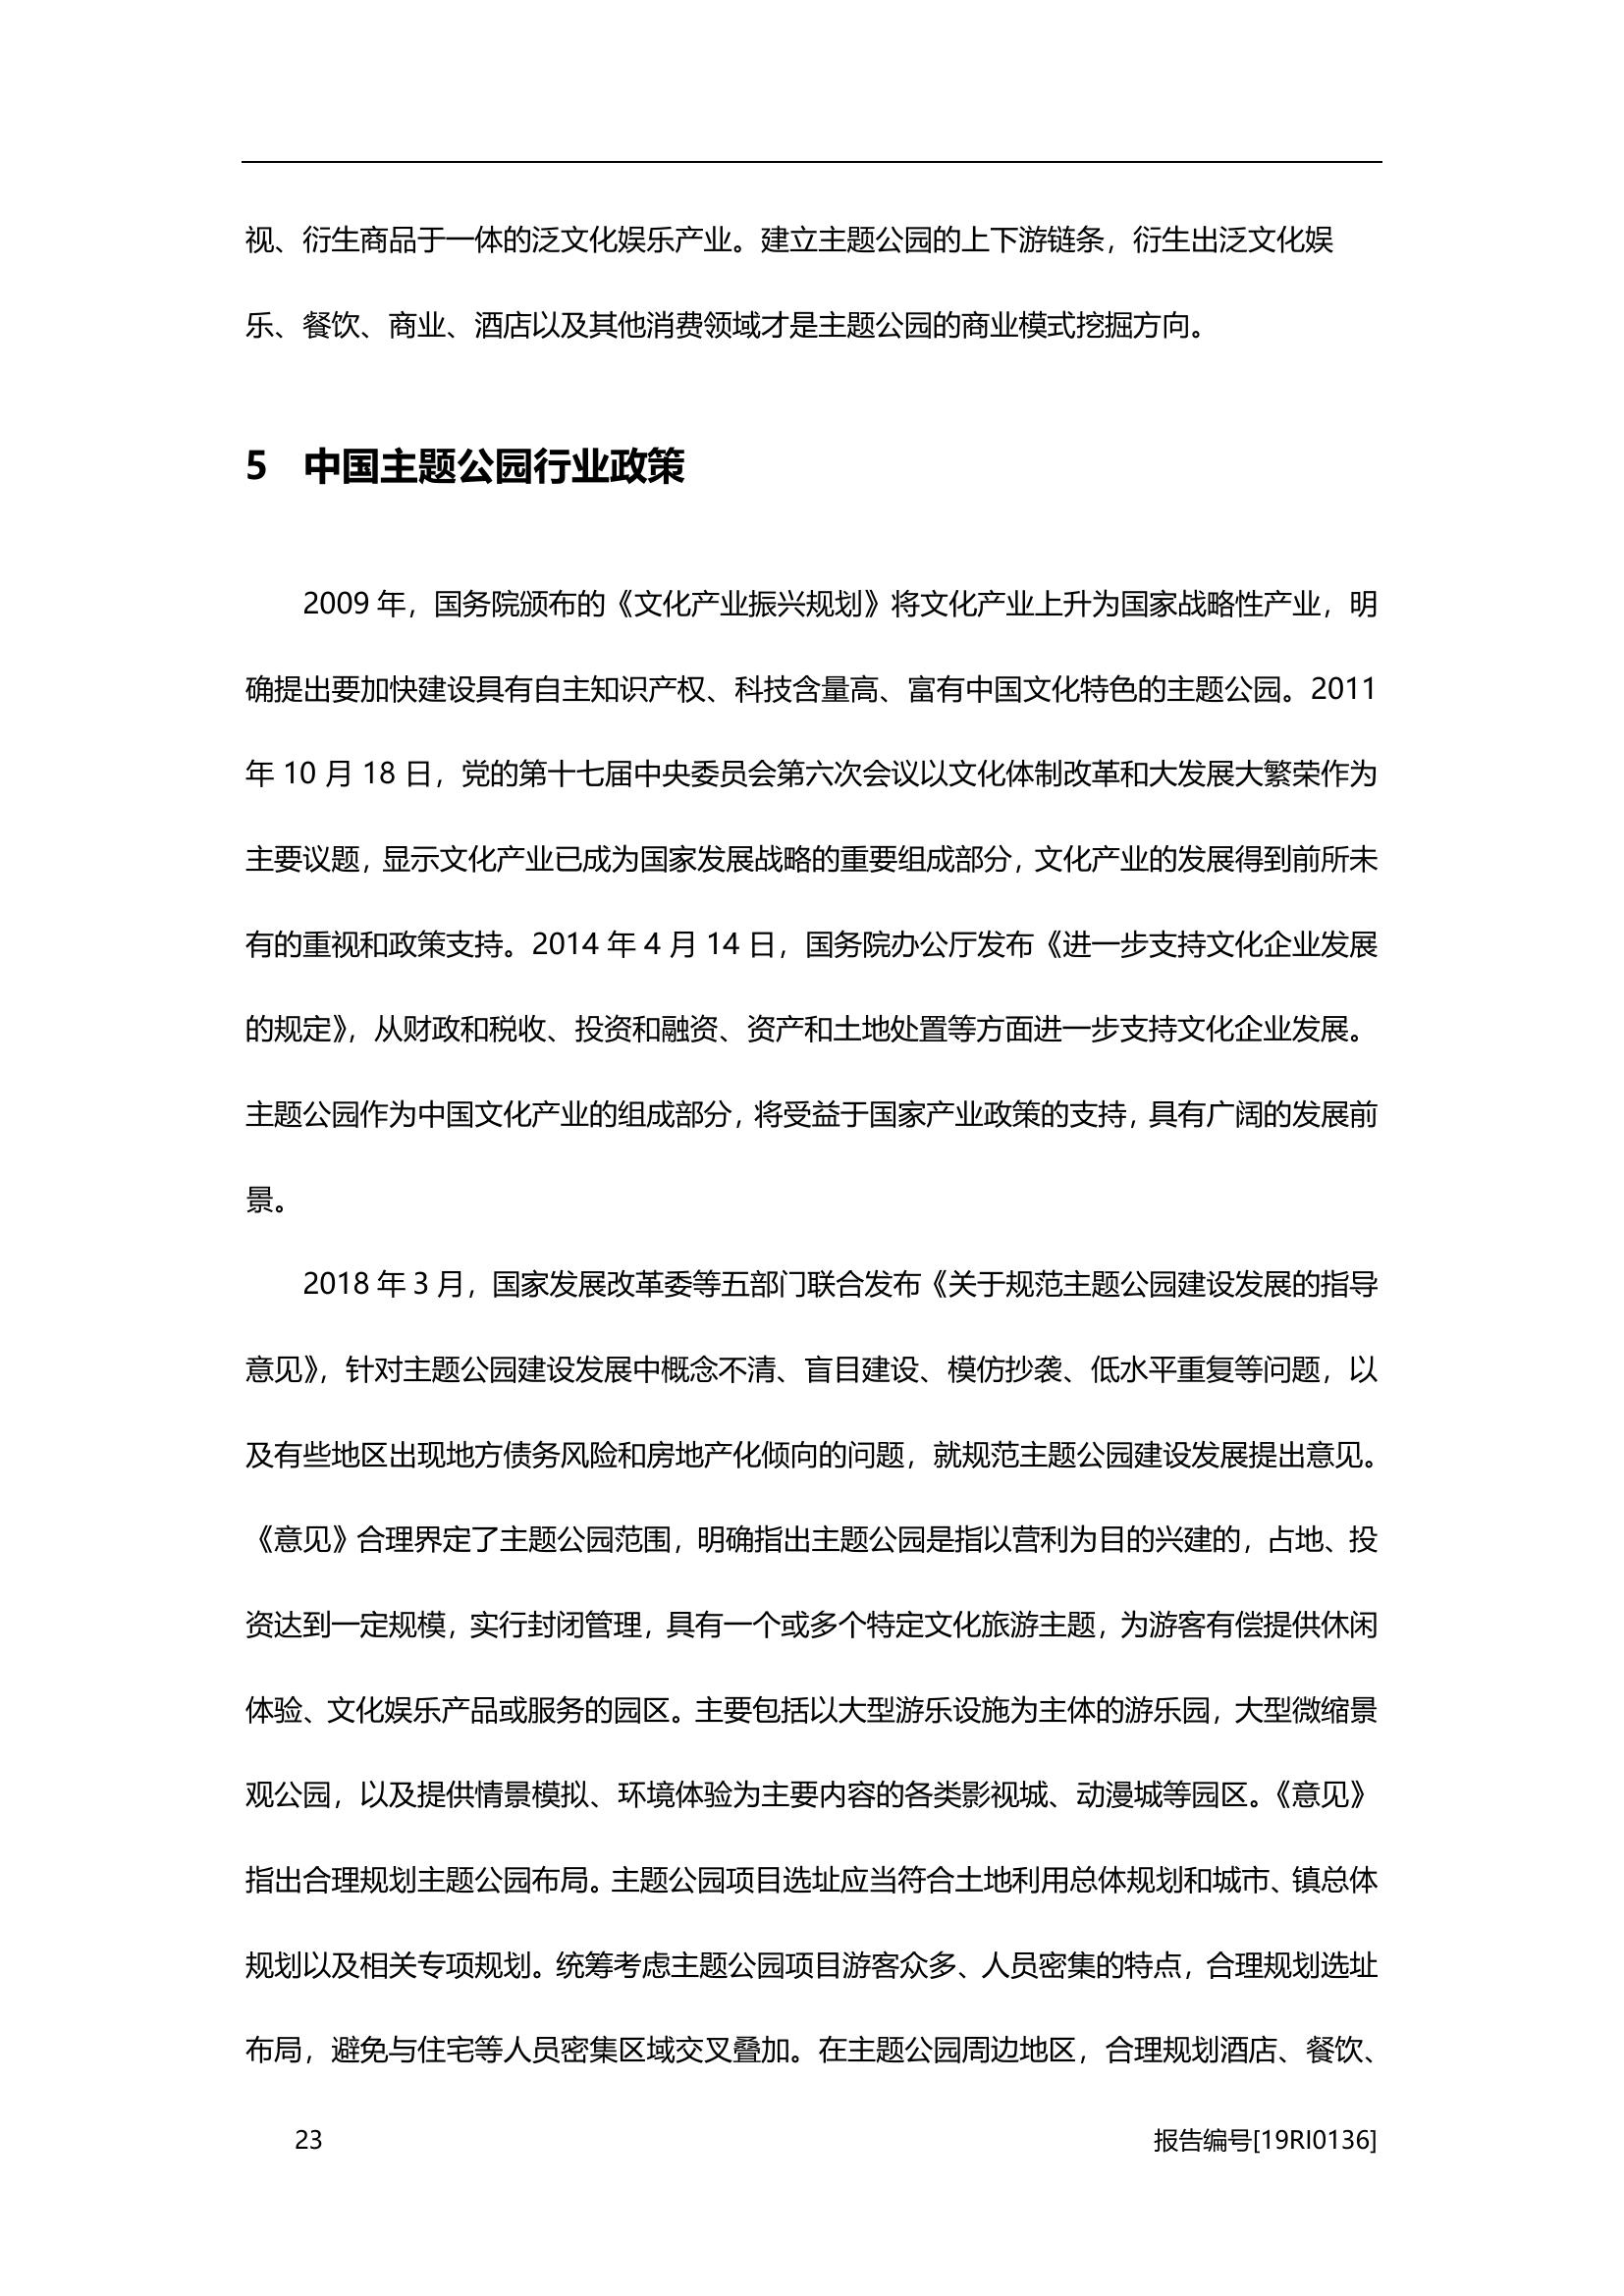 视、衍生商品于一体的泛文化娱乐产业。建立主题公园的上下游链条，衍生出泛文化娱
乐、餐饮、商业、酒店以及其他消费领域才是主题公园的商业模式挖掘方向。
5 中国主题公园行业政策
2009 年，国务院颁布的《文化产业振兴规划》将文化产业上升为国家战略性产业，明
确提出要加快建设具有自主知识产权、科技含量高、富有中国文化特色的主题公园。2011
年 10 月 18 日，党的第十七届中央委员会第六次会议以文化体制改革和大发展大繁荣作为
主要议题，显示文化产业已成为国家发展战略的重要组成部分，文化产业的发展得到前所未
有的重视和政策支持。2014 年 4 月 14 日，国务院办公厅发布《进一步支持文化企业发展
的规定》，从财政和税收、投资和融资、资产和土地处置等方面进一步支持文化企业发展。
主题公园作为中国文化产业的组成部分，将受益于国家产业政策的支持，具有广阔的发展前
景。
2018 年 3 月，国家发展改革委等五部门联合发布《关于规范主题公园建设发展的指导
意见》，针对主题公园建设发展中概念不清、盲目建设、模仿抄袭、低水平重复等问题，以
及有些地区出现地方债务风险和房地产化倾向的问题，就规范主题公园建设发展提出意见。
《意见》合理界定了主题公园范围，明确指出主题公园是指以营利为目的兴建的，占地、投
资达到一定规模，实行封闭管理，具有一个或多个特定文化旅游主题，为游客有偿提供休闲
体验、文化娱乐产品或服务的园区。主要包括以大型游乐设施为主体的游乐园，大型微缩景
观公园，以及提供情景模拟、环境体验为主要内容的各类影视城、动漫城等园区。《意见》
指出合理规划主题公园布局。主题公园项目选址应当符合土地利用总体规划和城市、镇总体
规划以及相关专项规划。统筹考虑主题公园项目游客众多、人员密集的特点，合理规划选址
布局，避免与住宅等人员密集区域交叉叠加。在主题公园周边地区，合理规划酒店、餐饮、
23 报告编号[19RI0136]